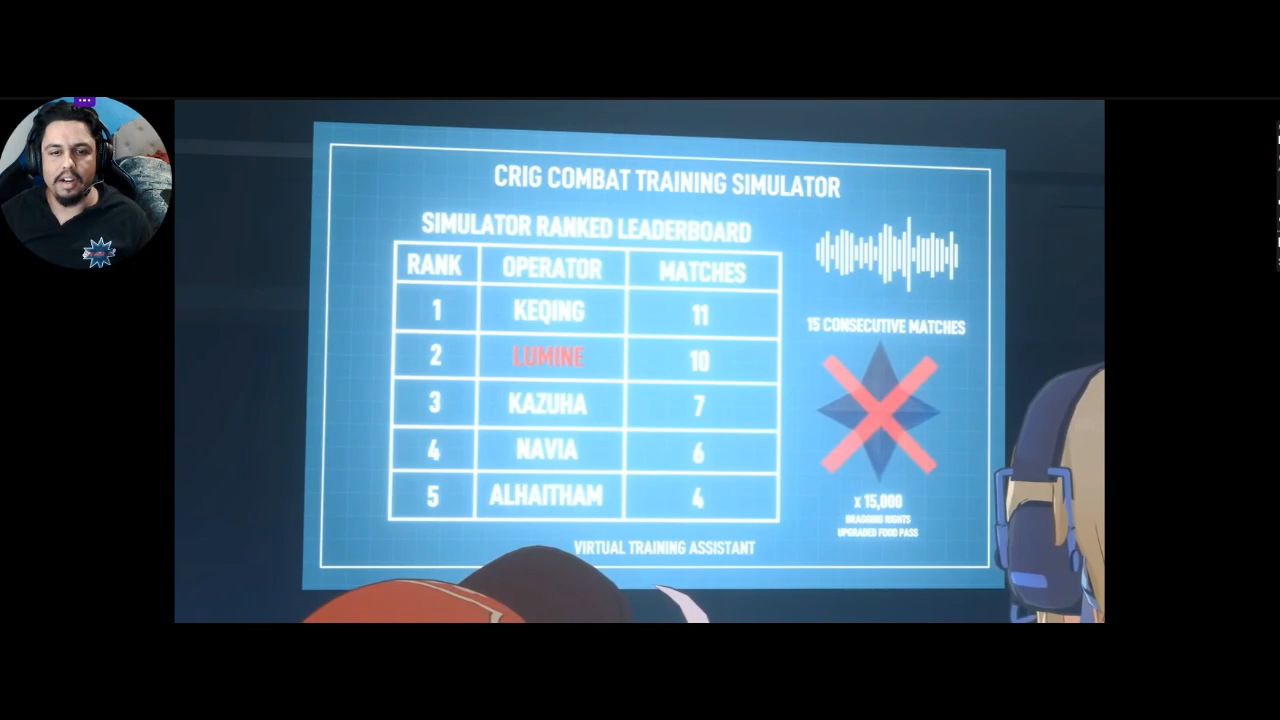 CRIG COMBAT TRAINING SIMULATOR
SIMULATOR RANKED LEADERBOARD
RANK OPERATOR MATCHES
1 KEQING 11
2 LUMINE 10
3 KAZUHA 7
4 NAVIA 6
5 ALHAITHAM 4
15 CONSECUTIVE MATCHES
x 15,000
BRAGGING RIGHTS
UPGRADED FOOD PASS
VIRTUAL TRAINING ASSISTANT